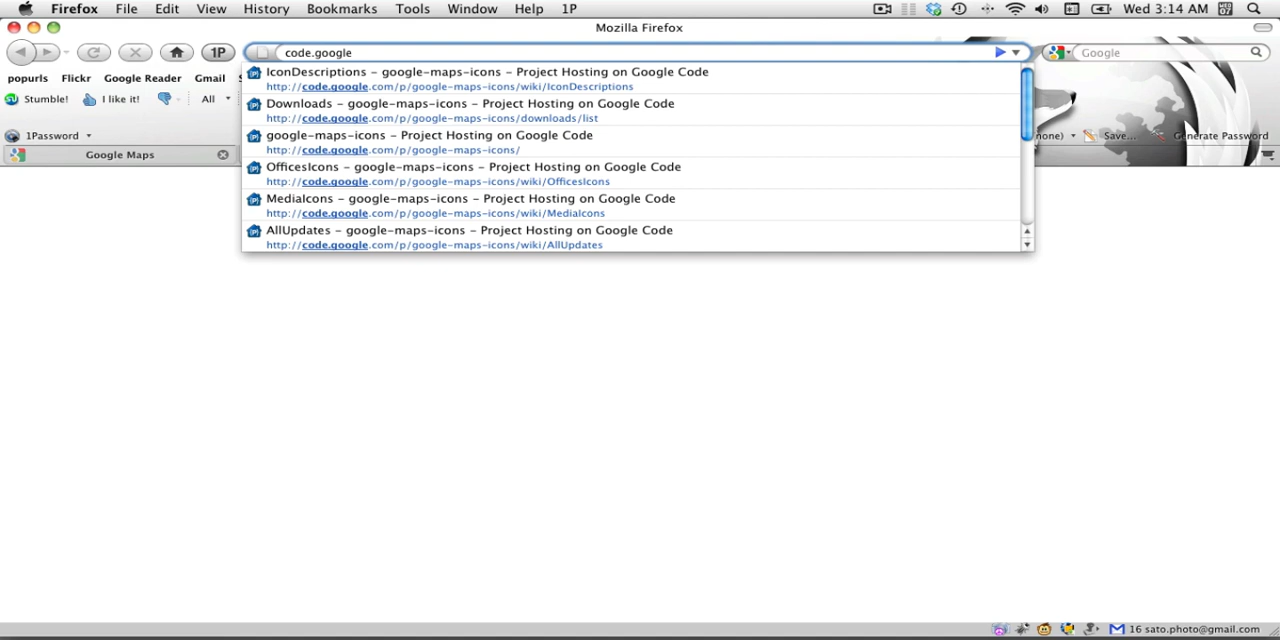 Firefox File Edit View History Bookmarks Tools Window Help 1P Wed 3:14 AM
Mozilla Firefox
1P code.google Google
popurls Flickr Google Reader Gmail
IconDescriptions – google-maps-icons – Project Hosting on Google Code
http://code.google.com/p/google-maps-icons/wiki/IconDescriptions
Stumble! I like it! All
Downloads – google-maps-icons – Project Hosting on Google Code
http://code.google.com/p/google-maps-icons/downloads/list
1Password
google-maps-icons – Project Hosting on Google Code
none) Save... Generate Password
http://code.google.com/p/google-maps-icons/
Google Maps
OfficesIcons – google-maps-icons – Project Hosting on Google Code
http://code.google.com/p/google-maps-icons/wiki/OfficesIcons
MediaIcons – google-maps-icons – Project Hosting on Google Code
http://code.google.com/p/google-maps-icons/wiki/MediaIcons
AllUpdates – google-maps-icons – Project Hosting on Google Code
http://code.google.com/p/google-maps-icons/wiki/AllUpdates
16 sato.photo@gmail.com